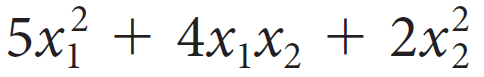 5x₁² + 4x₁x₂ + 2x₂²